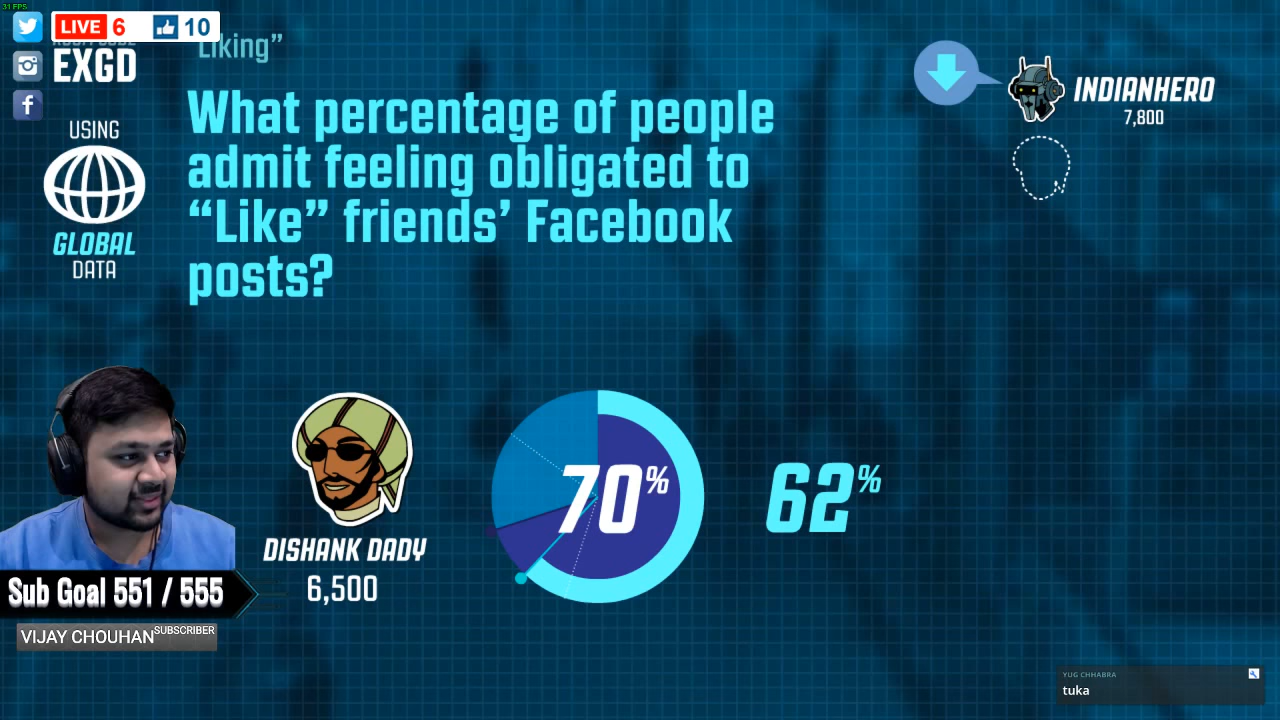 31 FPS
LIVE 6 10
EXGD
Liking”
f
USING
GLOBAL
DATA
What percentage of people
admit feeling obligated to
“Like” friends’ Facebook
posts?
INDIANHERO
7,800
DISHANK DADY
6,500
70%
62%
Sub Goal 551 / 555
VIJAY CHOUHAN SUBSCRIBER
YUG CHHABRA
tuka